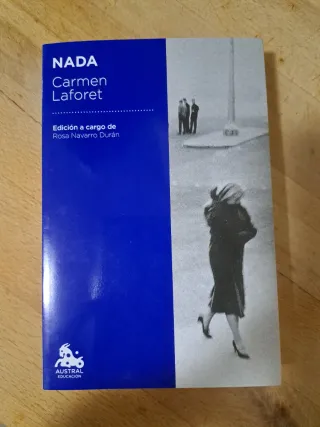 NADA
Carmen
Laforet
Edición a cargo de
Rosa Navarro Durán
AUSTRAL
EDUCACIÓN